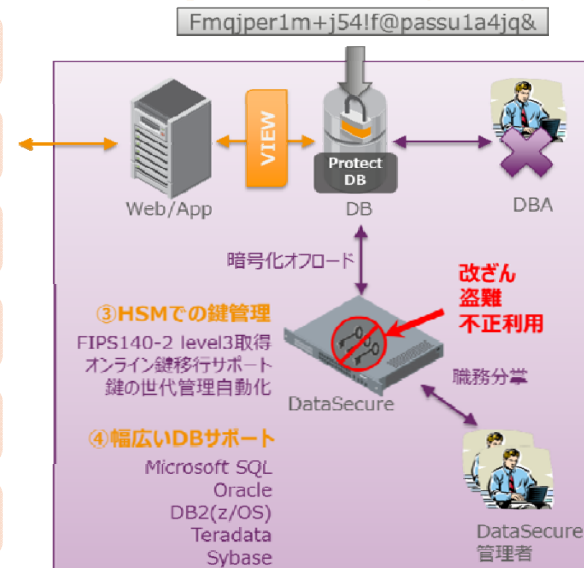 Fmqjper1m+j54!f@passu1a4jq&
VIEW
Protect
DB
Web/App
DB
DBA
暗号化オフロード
改ざん
盗難
不正利用
③HSMでの鍵管理
FIPS140-2 level3取得
オンライン鍵移行サポート
鍵の世代管理自動化
DataSecure
職務分掌
④幅広いDBサポート
Microsoft SQL
Oracle
DB2(z/OS)
Teradata
Sybase
DataSecure
管理者